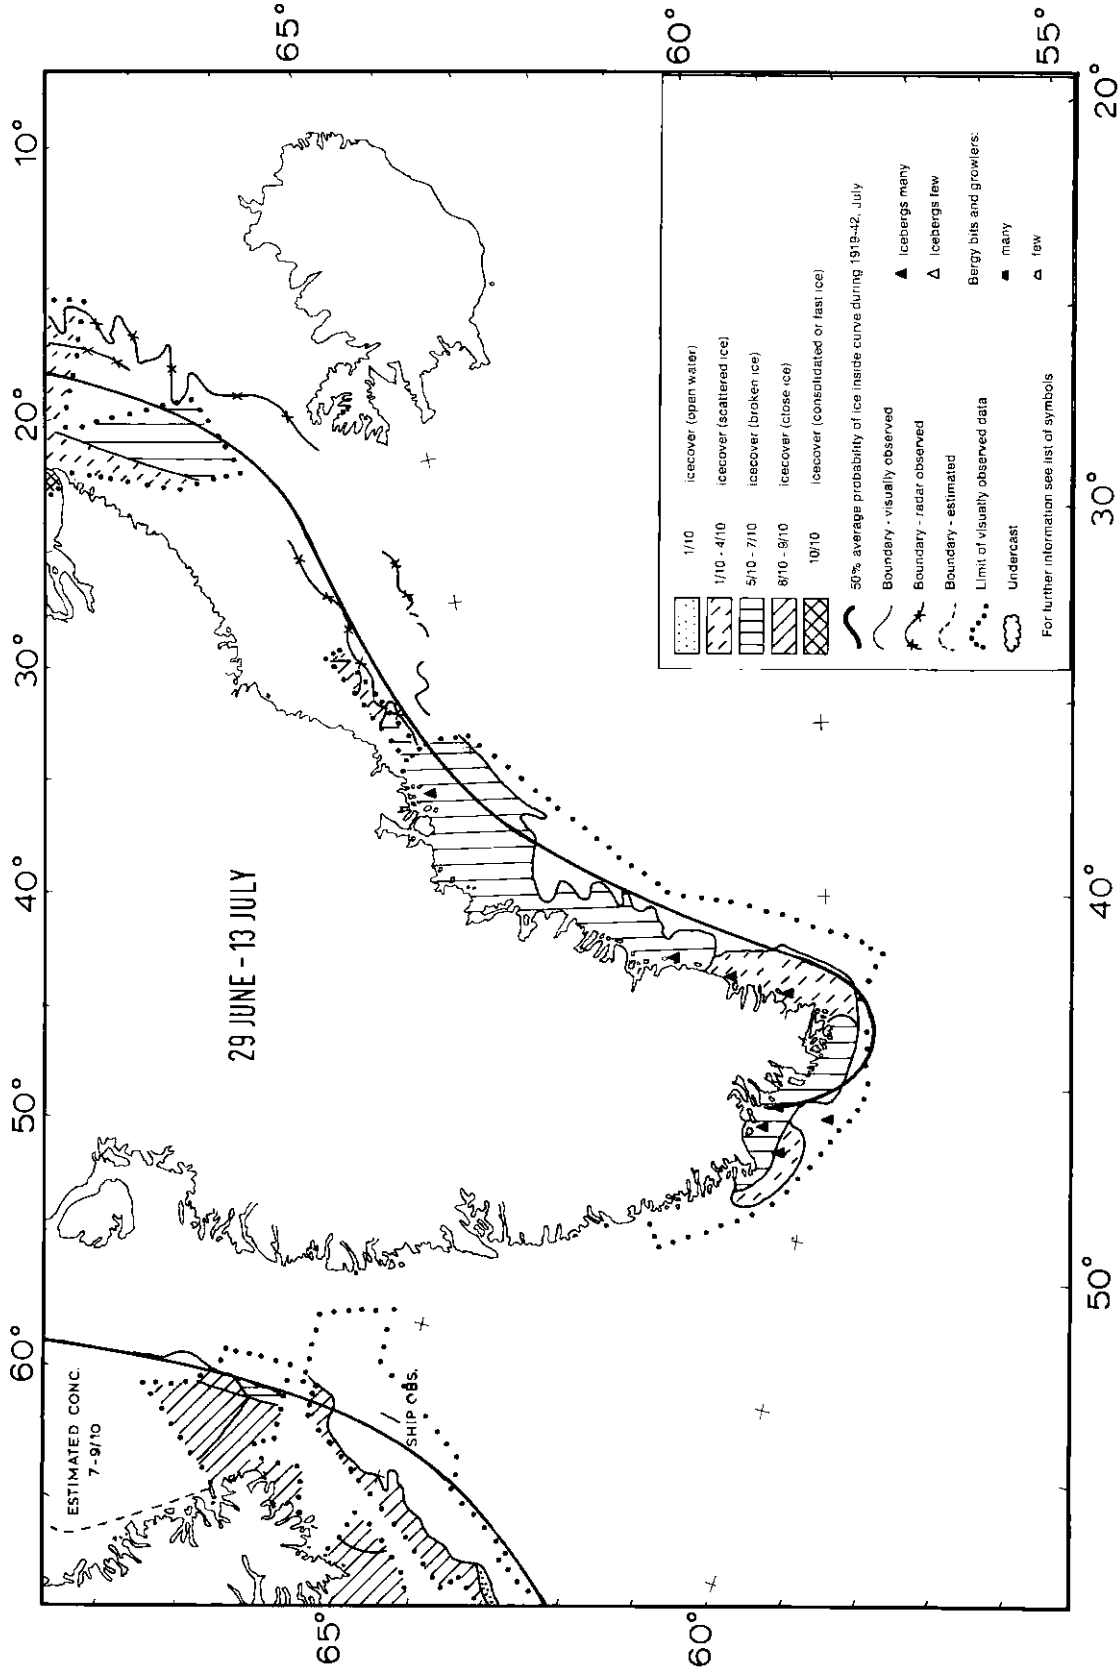 60°
50°
40°
30°
20°
10°
ESTIMATED CONC.
7-9/10
29 JUNE - 13 JULY
SHIP OBS.
65°
65°
60°
60°
55°
50°
40°
30°
20°
1/10 icecover (open water)
1/10 - 4/10 icecover (scattered ice)
5/10 - 7/10 icecover (broken ice)
8/10 - 9/10 icecover (close ice)
10/10 icecover (consolidated or fast ice)
50% average probability of ice inside curve during 1919-42, July
Boundary - visually observed
Boundary - radar observed
Boundary - estimated
Limit of visually observed data
Undercast
Icebergs many
Icebergs few
Bergy bits and growlers:
many
few
For further information see list of symbols